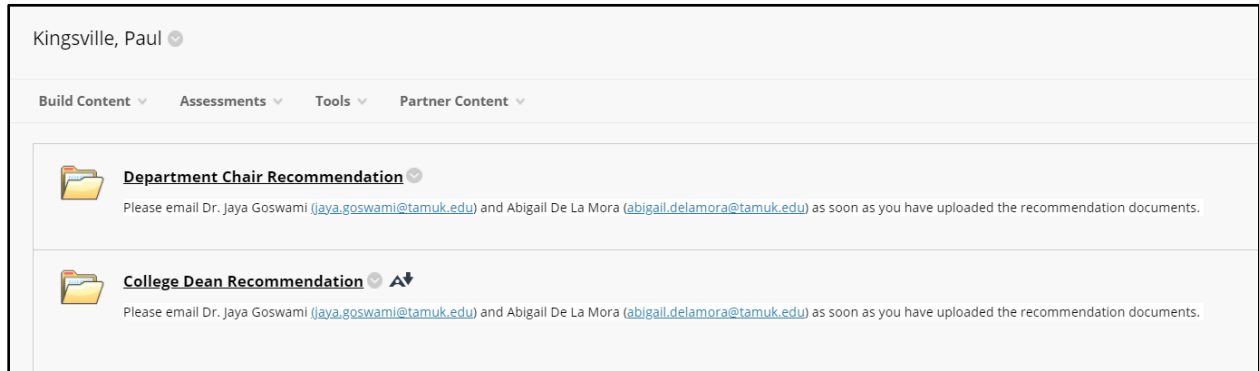 Kingsville, Paul
Build Content Assessments Tools Partner Content
Department Chair Recommendation
Please email Dr. Jaya Goswami (jaya.goswami@tamuk.edu) and Abigail De La Mora (abigail.delamora@tamuk.edu) as soon as you have uploaded the recommendation documents.
College Dean Recommendation
Please email Dr. Jaya Goswami (jaya.goswami@tamuk.edu) and Abigail De La Mora (abigail.delamora@tamuk.edu) as soon as you have uploaded the recommendation documents.